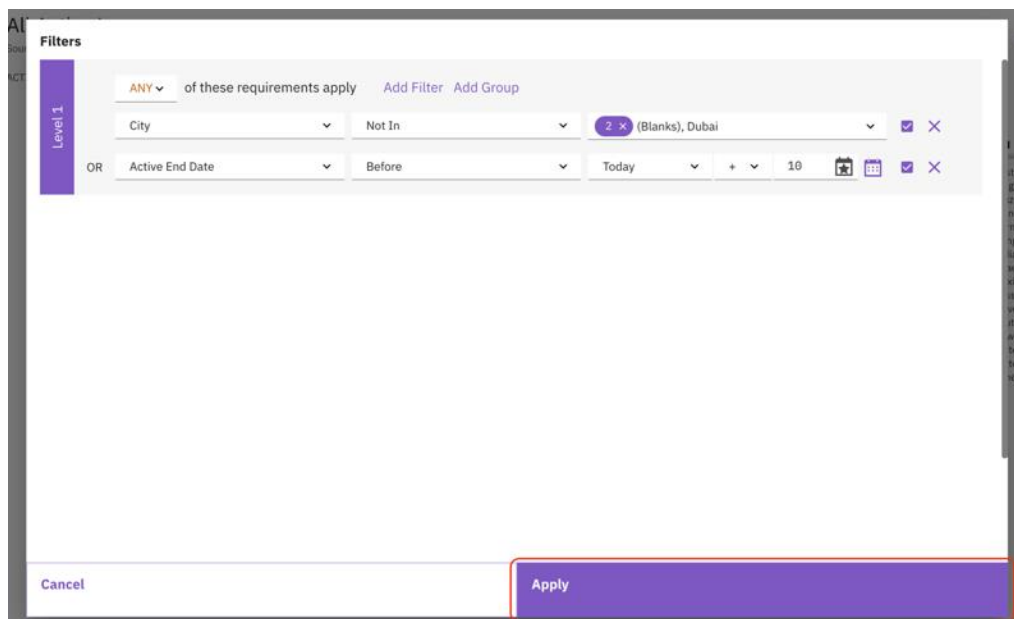 All
Filters
Level 1
ANY of these requirements apply Add Filter Add Group
City Not In 2 × (Blanks), Dubai
OR Active End Date Before Today + 10
Cancel
Apply